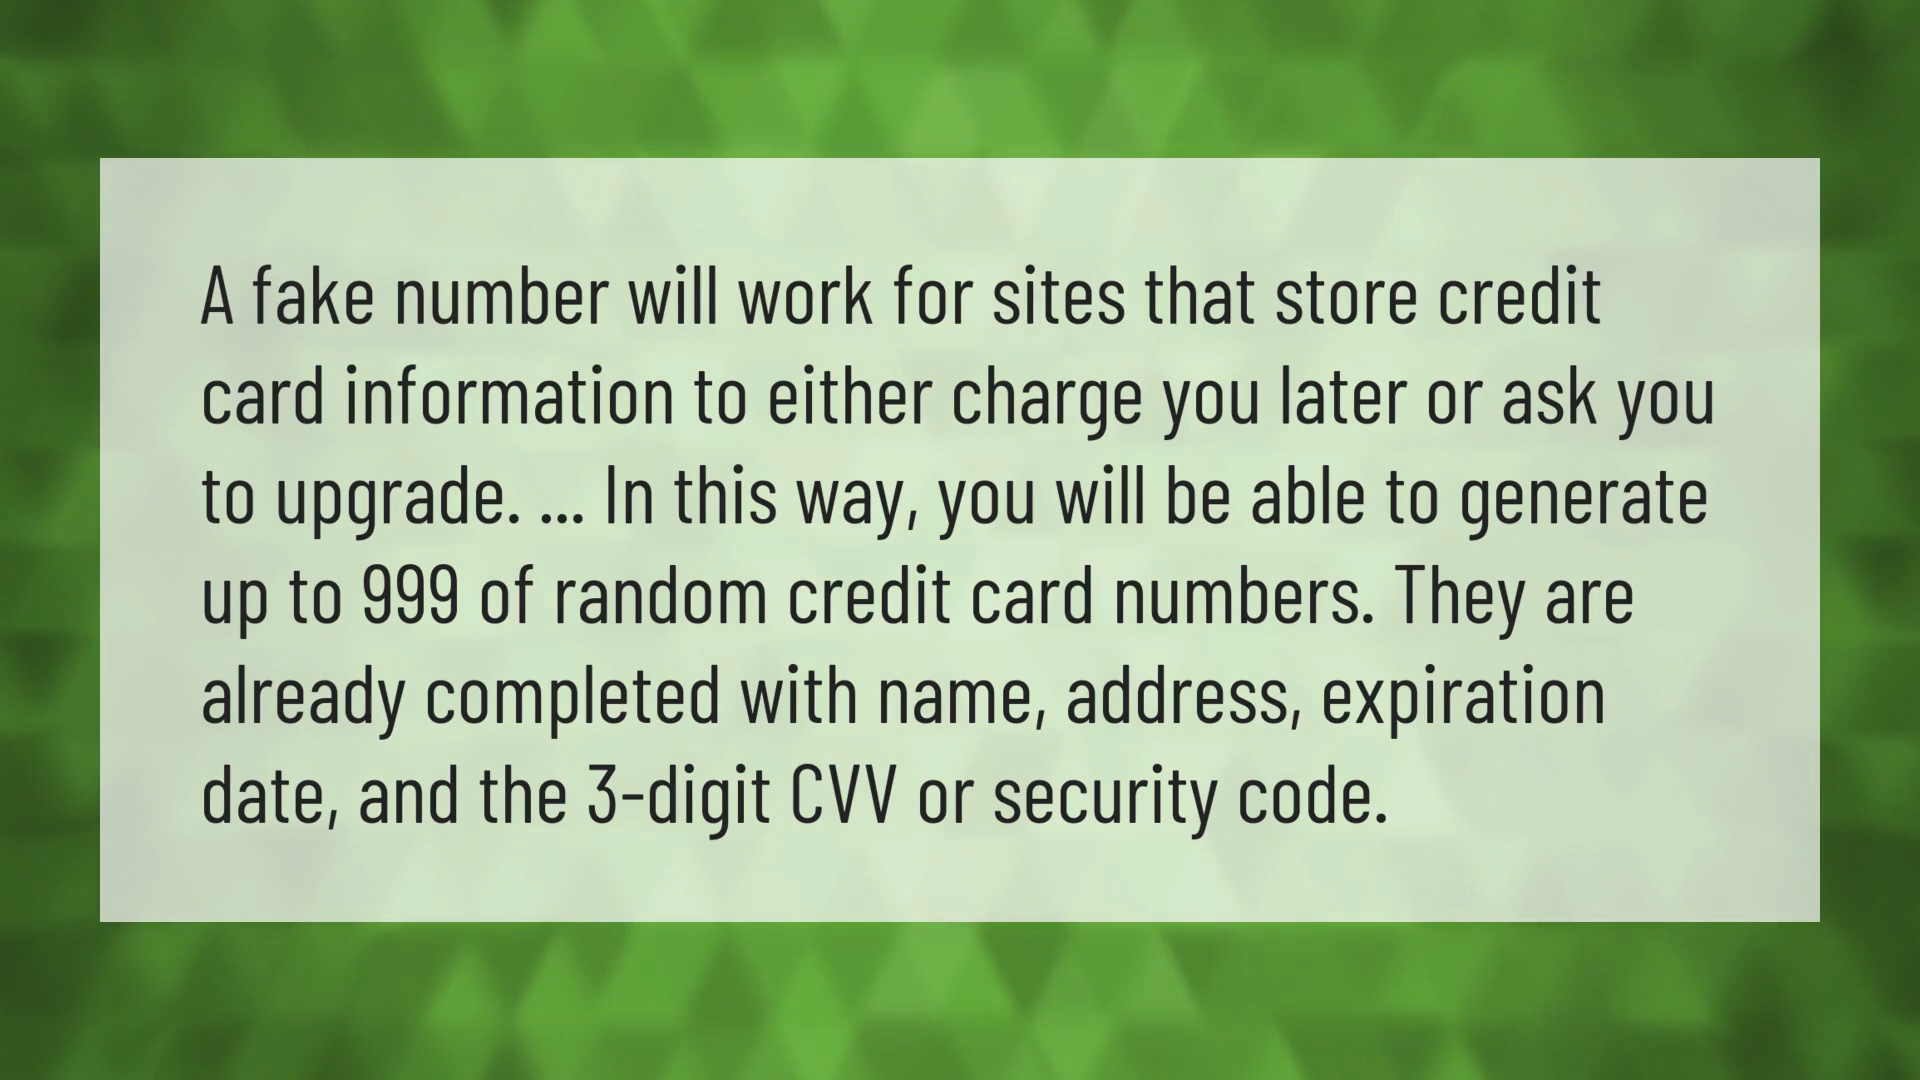 A fake number will work for sites that store credit
card information to either charge you later or ask you
to upgrade. ... In this way, you will be able to generate
up to 999 of random credit card numbers. They are
already completed with name, address, expiration
date, and the 3-digit CVV or security code.